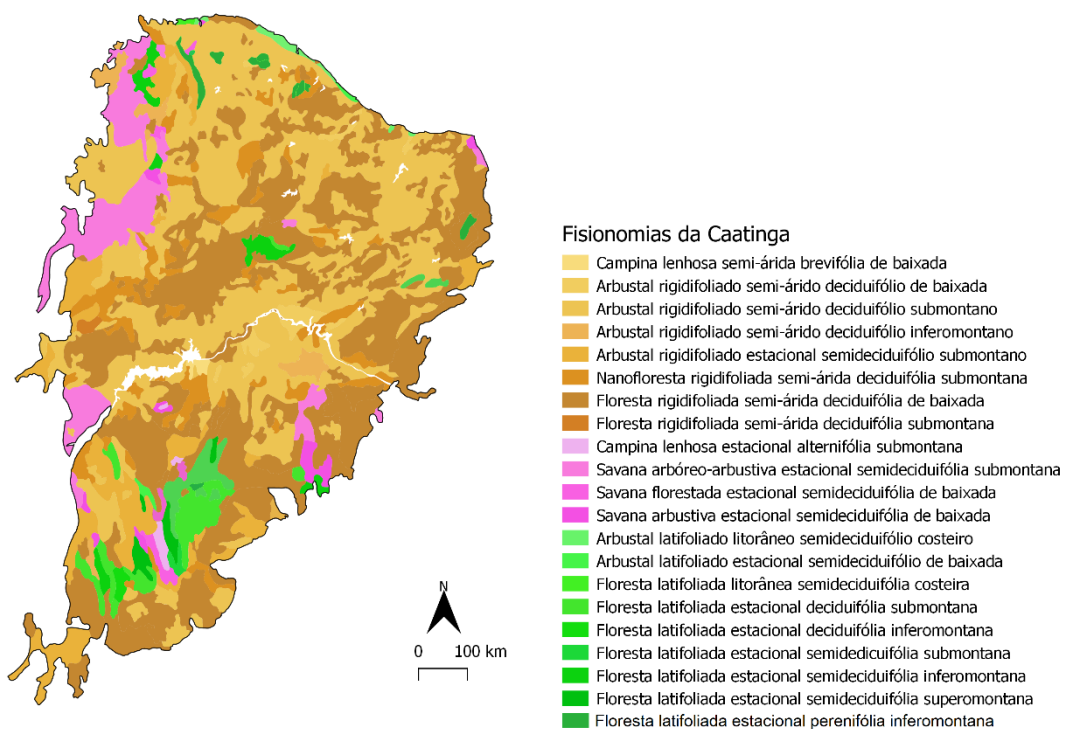 Fisionomias da Caatinga
Campina lenhosa semi-árida brevifólia de baixada
Arbustal rigidifoliado semi-árido deciduifólio de baixada
Arbustal rigidifoliado semi-árido deciduifólio submontano
Arbustal rigidifoliado semi-árido deciduifólio inferomontano
Arbustal rigidifoliado estacional semideciduifólio submontano
Nanofloresta rigidifoliada semi-árida deciduifólia submontana
Floresta rigidifoliada semi-árida deciduifólia de baixada
Floresta rigidifoliada semi-árida deciduifólia submontana
Campina lenhosa estacional alternifólia submontana
Savana arbóreo-arbustiva estacional semideciduifólia submontana
Savana florestada estacional semideciduifólia de baixada
Savana arbustiva estacional semideciduifólia de baixada
Arbustal latifoliado litorâneo semideciduifólio costeiro
Arbustal latifoliado estacional semideciduifólio de baixada
Floresta latifoliada litorânea semideciduifólia costeira
Floresta latifoliada estacional deciduifólia submontana
Floresta latifoliada estacional deciduifólia inferomontana
Floresta latifoliada estacional semidedicuifólia submontana
Floresta latifoliada estacional semideciduifólia inferomontana
Floresta latifoliada estacional semideciduifólia superomontana
Floresta latifoliada estacional perenifólia inferomontana
N
0 100 km